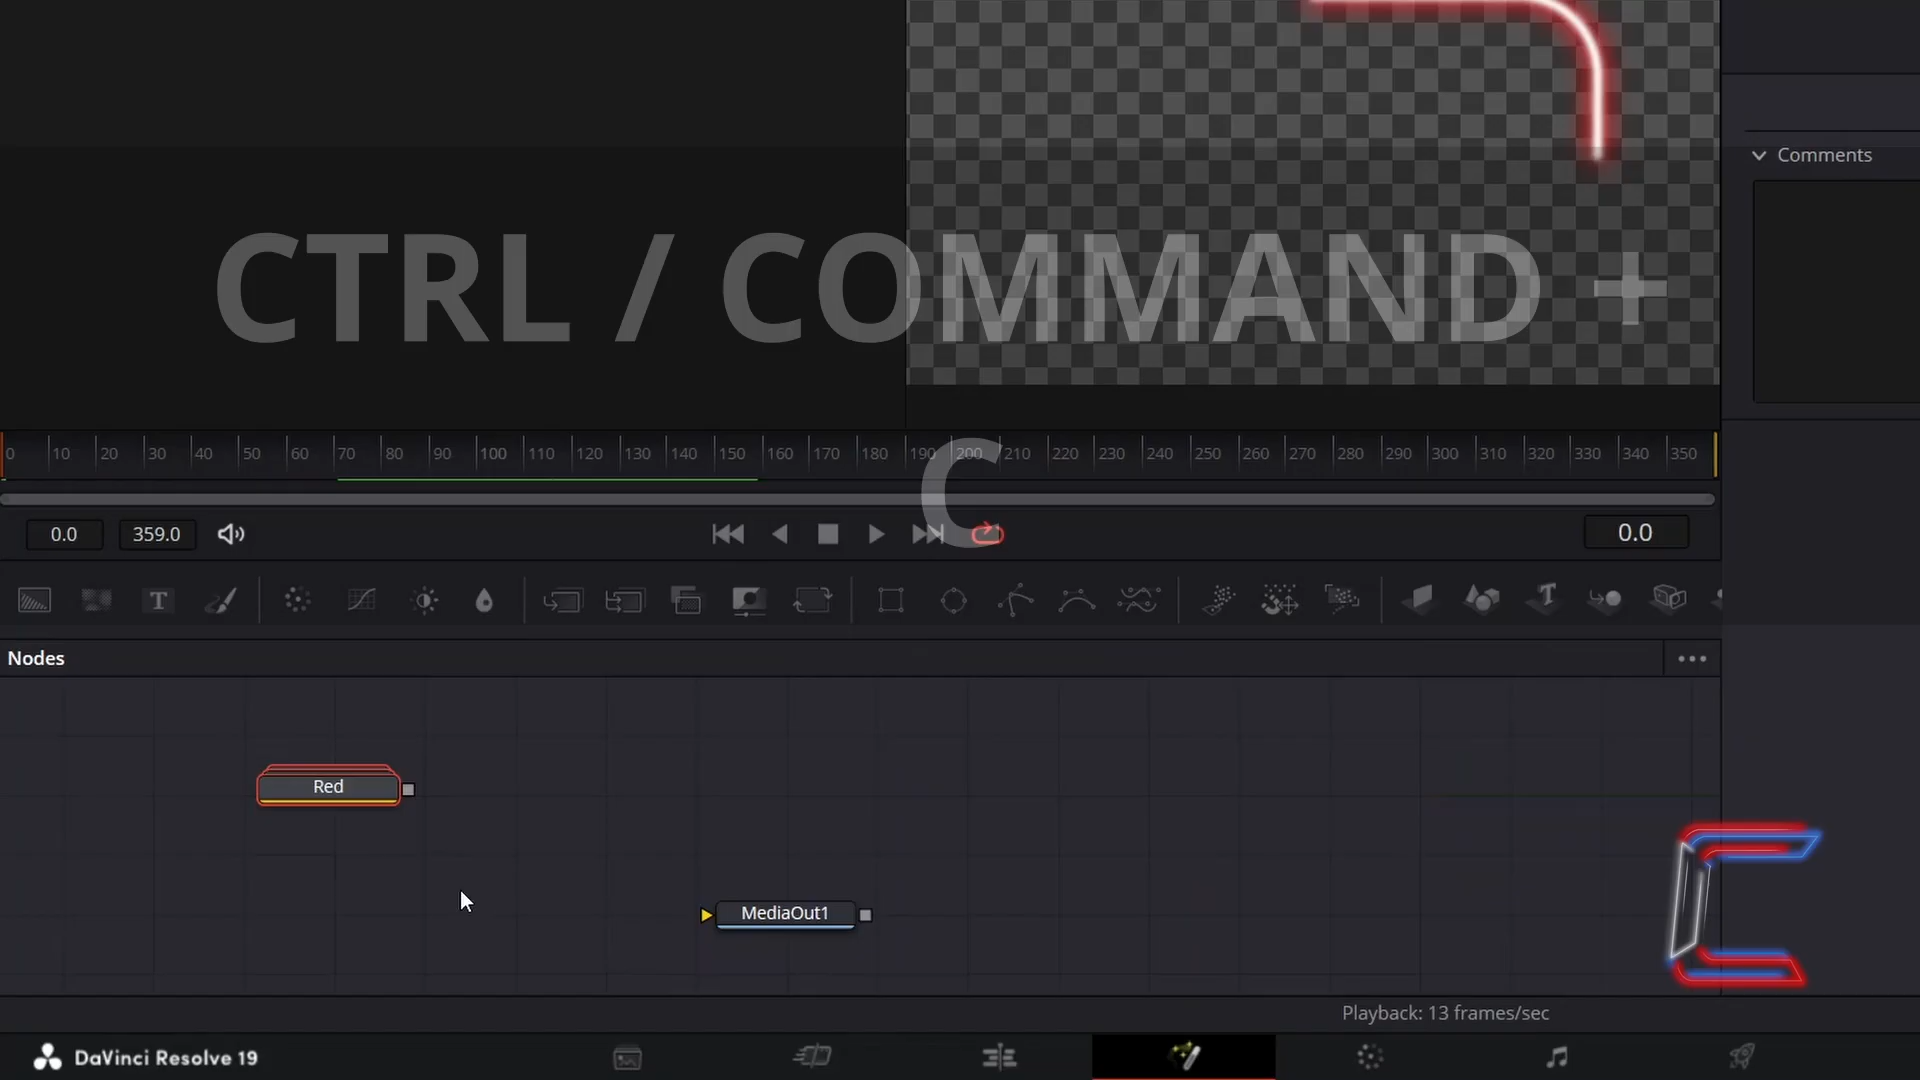 Comments
CTRL / COMMAND +
C
0 10 20 30 40 50 60 70 80 90 100 110 120 130 140 150 160 170 180 190 200 210 220 230 240 250 260 270 280 290 300 310 320 330 340 350
0.0 359.0 0.0
T
Nodes
Red
MediaOut1
Playback: 13 frames/sec
DaVinci Resolve 19